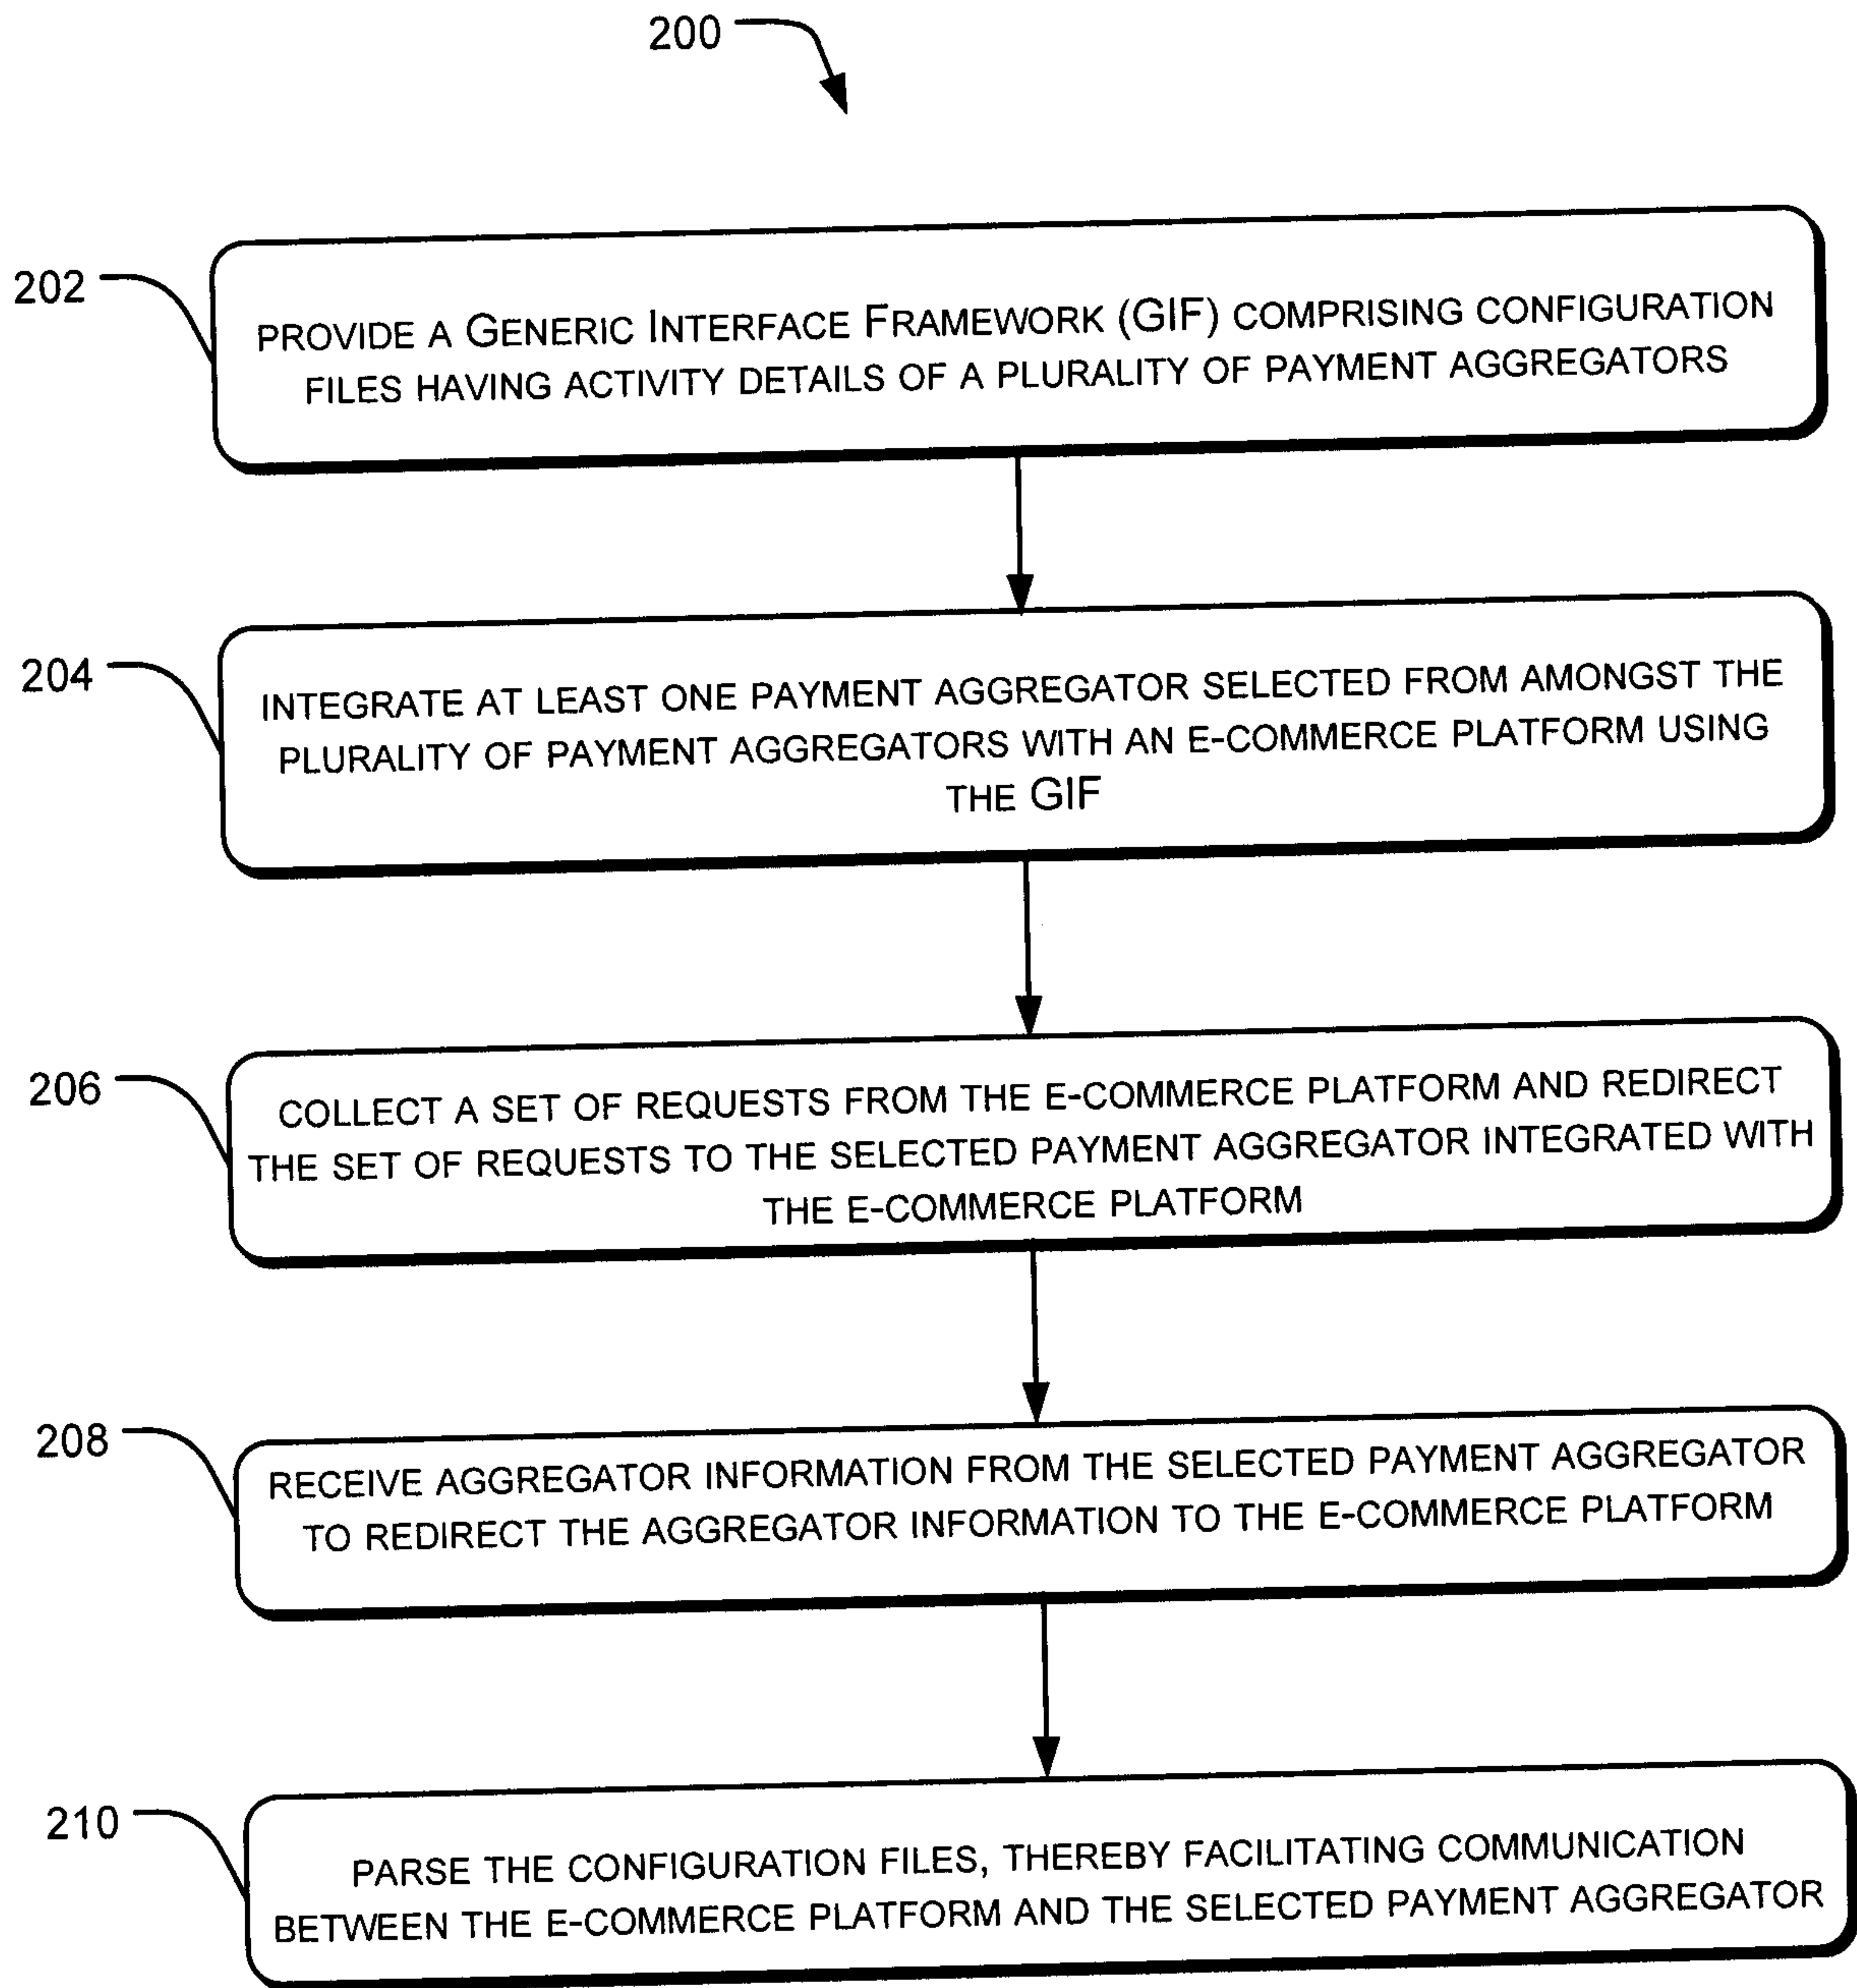 200
202
PROVIDE A GENERIC INTERFACE FRAMEWORK (GIF) COMPRISING CONFIGURATION
FILES HAVING ACTIVITY DETAILS OF A PLURALITY OF PAYMENT AGGREGATORS
204
INTEGRATE AT LEAST ONE PAYMENT AGGREGATOR SELECTED FROM AMONGST THE
PLURALITY OF PAYMENT AGGREGATORS WITH AN E-COMMERCE PLATFORM USING
THE GIF
206
COLLECT A SET OF REQUESTS FROM THE E-COMMERCE PLATFORM AND REDIRECT
THE SET OF REQUESTS TO THE SELECTED PAYMENT AGGREGATOR INTEGRATED WITH
THE E-COMMERCE PLATFORM
208
RECEIVE AGGREGATOR INFORMATION FROM THE SELECTED PAYMENT AGGREGATOR
TO REDIRECT THE AGGREGATOR INFORMATION TO THE E-COMMERCE PLATFORM
210
PARSE THE CONFIGURATION FILES, THEREBY FACILITATING COMMUNICATION
BETWEEN THE E-COMMERCE PLATFORM AND THE SELECTED PAYMENT AGGREGATOR